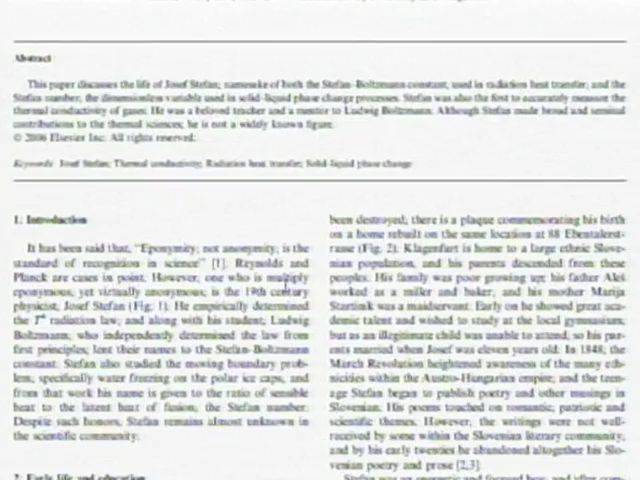 Abstract
This paper discusses the life of Josef Stefan; namesake of both the Stefan–Boltzmann constant, used in radiation heat transfer, and the
Stefan number; the dimensionless variable used in solid–liquid phase change processes. Stefan was also the first to accurately measure the
thermal conductivity of gases. He was a beloved teacher and a mentor to Ludwig Boltzmann. Although Stefan made broad and seminal
contributions to the thermal sciences; he is not a widely known figure.
© 2006 Elsevier Inc. All rights reserved.
Keywords: Josef Stefan; Thermal conductivity; Radiation heat transfer; Solid–liquid phase change
1. Introduction
It has been said that, "Eponymity; not anonymity; is the
standard of recognition in science" [1]. Reynolds and
Planck are cases in point. However, one who is multiply
eponymous, yet virtually anonymous, is the 19th century
physicist, Josef Stefan (Fig. 1). He empirically determined
the T⁴ radiation law; and along with his student, Ludwig
Boltzmann, who independently determined the law from
first principles, lent their names to the Stefan–Boltzmann
constant. Stefan also studied the moving boundary prob-
lem, specifically water freezing on the polar ice caps, and
from that work his name is given to the ratio of sensible
heat to the latent heat of fusion, the Stefan number.
Despite such honors, Stefan remains almost unknown in
the scientific community.
2. Early life and education
been destroyed; there is a plaque commemorating his birth
on a home rebuilt on the same location at 88 Ebentalerst-
rasse (Fig. 2). Klagenfurt is home to a large ethnic Slove-
nian population, and his parents descended from these
peoples. His family was poor growing up; his father Aleš
worked as a miller and baker, and his mother Marija
Startinik was a maidservant. Early on he showed great aca-
demic talent and wished to study at the local gymnasium;
but as an illegitimate child was unable to attend; so his par-
ents married when Josef was eleven years old. In 1848; the
March Revolution heightened awareness of the many eth-
nicities within the Austro-Hungarian empire; and the teen-
age Stefan began to publish poetry and other musings in
Slovenian. His poems touched on romantic, patriotic and
scientific themes. However, the writings were not well-
received by some within the Slovenian literary community,
and by his early twenties he abandoned altogether his Slo-
venian poetry and prose [2,3].
Stefan was an energetic and focused boy, and after com-